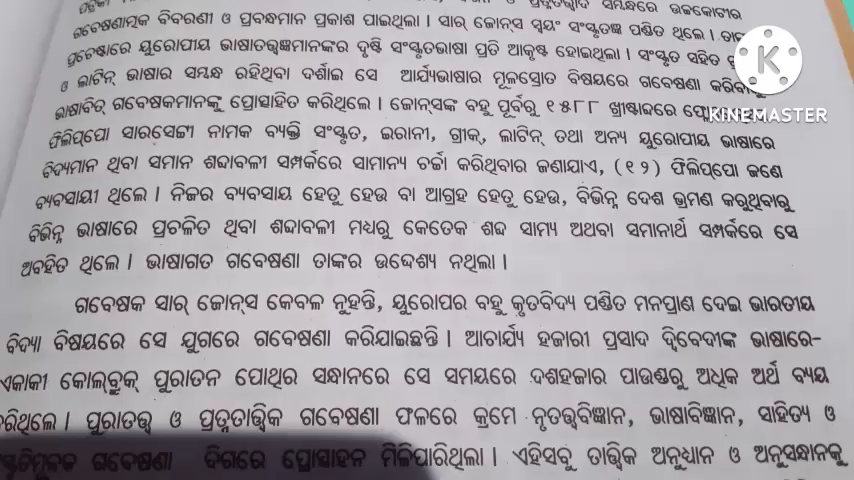 ଗବେଷଣାତ୍ମକ ବିବରଣୀ ଓ ପ୍ରବନ୍ଧମାନ ପ୍ରକାଶ ପାଇଥିଲା । ସାର୍ ଜୋନ୍‌ସ ସ୍ୱୟଂ ସଂସ୍କୃତଜ୍ଞ ପଣ୍ଡିତ ଥିଲେ ।
ପ୍ରଚେଷ୍ଟାରେ ୟୁରୋପୀୟ ଭାଷାତତ୍ତ୍ୱଜ୍ଞମାନଙ୍କର ଦୃଷ୍ଟି ସଂସ୍କୃତଭାଷା ପ୍ରତି ଆକୃଷ୍ଟ ହୋଇଥିଲା । ସଂସ୍କୃତ ସହିତ
ଓ ଲାଟିନ୍ ଭାଷାର ସମ୍ବନ୍ଧ ରହିଥିବା ଦର୍ଶାଇ ସେ ଆର୍ଯ୍ୟଭାଷାର ମୂଳସ୍ରୋତ ବିଷୟରେ ଗବେଷଣା
ଭାଷାବିତ୍ ଗବେଷକମାନଙ୍କୁ ପ୍ରୋତ୍ସାହିତ କରିଥିଲେ । ଜୋନ୍‌ସଙ୍କ ବହୁ ପୂର୍ବରୁ ୧୫୮୮ ଖ୍ରୀଷ୍ଟାବ୍ଦରେ
KINEMASTER
ଫିଲିପ୍‌ପୋ ସାରସେଟ୍ଟୀ ନାମକ ବ୍ୟକ୍ତି ସଂସ୍କୃତ, ଇରାନୀ, ଗ୍ରୀକ୍, ଲାଟିନ୍ ତଥା ଅନ୍ୟ ୟୁରୋପୀୟ ଭାଷାରେ
ବିଦ୍ୟମାନ ଥିବା ସମାନ ଶବ୍ଦାବଳୀ ସମ୍ପର୍କରେ ସାମାନ୍ୟ ଚର୍ଚ୍ଚା କରିଥିବାର ଜଣାଯାଏ, (୧୨) ଫିଲିପ୍‌ପୋ ଜଣେ
ବ୍ୟବସାୟୀ ଥିଲେ । ନିଜର ବ୍ୟବସାୟ ହେତୁ ହେଉ ବା ଆଗ୍ରହ ହେତୁ ହେଉ, ବିଭିନ୍ନ ଦେଶ ଭ୍ରମଣ କରୁଥିବାରୁ
ବିଭିନ୍ନ ଭାଷାରେ ପ୍ରଚଳିତ ଥିବା ଶବ୍ଦାବଳୀ ମଧ୍ୟରୁ କେତେକ ଶବ୍ଦ ସାମ୍ୟ ଅଥବା ସମାନାର୍ଥ ସମ୍ପର୍କରେ ସେ
ଅବହିତ ଥିଲେ । ଭାଷାଗତ ଗବେଷଣା ତାଙ୍କର ଉଦ୍ଦେଶ୍ୟ ନଥିଲା ।
ଗବେଷକ ସାର୍ ଜୋନ୍‌ସ କେବଳ ନୁହନ୍ତି, ୟୁରୋପର ବହୁ କୃତବିଦ୍ୟ ପଣ୍ଡିତ ମନପ୍ରାଣ ଦେଇ ଭାରତୀୟ
ବିଦ୍ୟା ବିଷୟରେ ସେ ଯୁଗରେ ଗବେଷଣା କରିଯାଇଛନ୍ତି । ଆଚାର୍ଯ୍ୟ ହଜାରୀ ପ୍ରସାଦ ଦ୍ୱିବେଦୀଙ୍କ ଭାଷାରେ-
ଏକାକୀ କୋଲ୍‌ବ୍ରୁକ୍ ପୁରାତନ ପୋଥିର ସନ୍ଧାନରେ ସେ ସମୟରେ ଦଶହଜାର ପାଉଣ୍ଡରୁ ଅଧିକ ଅର୍ଥ ବ୍ୟୟ
ପୁରାତତ୍ତ୍ୱ ଓ ପ୍ରତ୍ନତାତ୍ତ୍ୱିକ ଗବେଷଣା ଫଳରେ କ୍ରମେ ନୃତତ୍ତ୍ୱବିଜ୍ଞାନ, ଭାଷାବିଜ୍ଞାନ, ସାହିତ୍ୟ ଓ
ଗବେଷଣା ଦିଗରେ ପ୍ରୋତ୍ସାହନ ମିଳିପାରିଥିଲା । ଏହିସବୁ ତାତ୍ତ୍ୱିକ ଅନୁଧ୍ୟାନ ଓ ଅନୁସନ୍ଧାନକୁ